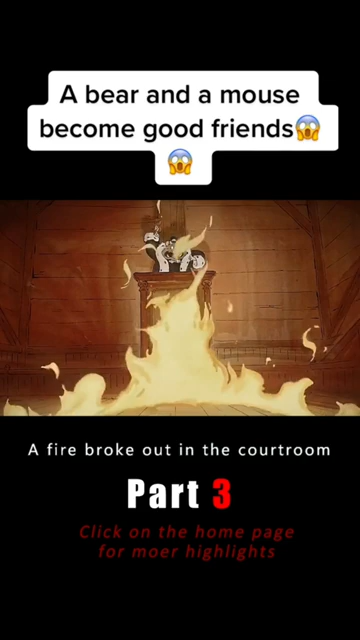 A bear and a mouse
become good friends😱
😱
A fire broke out in the courtroom
Part 3
Click on the home page
for moer highlights